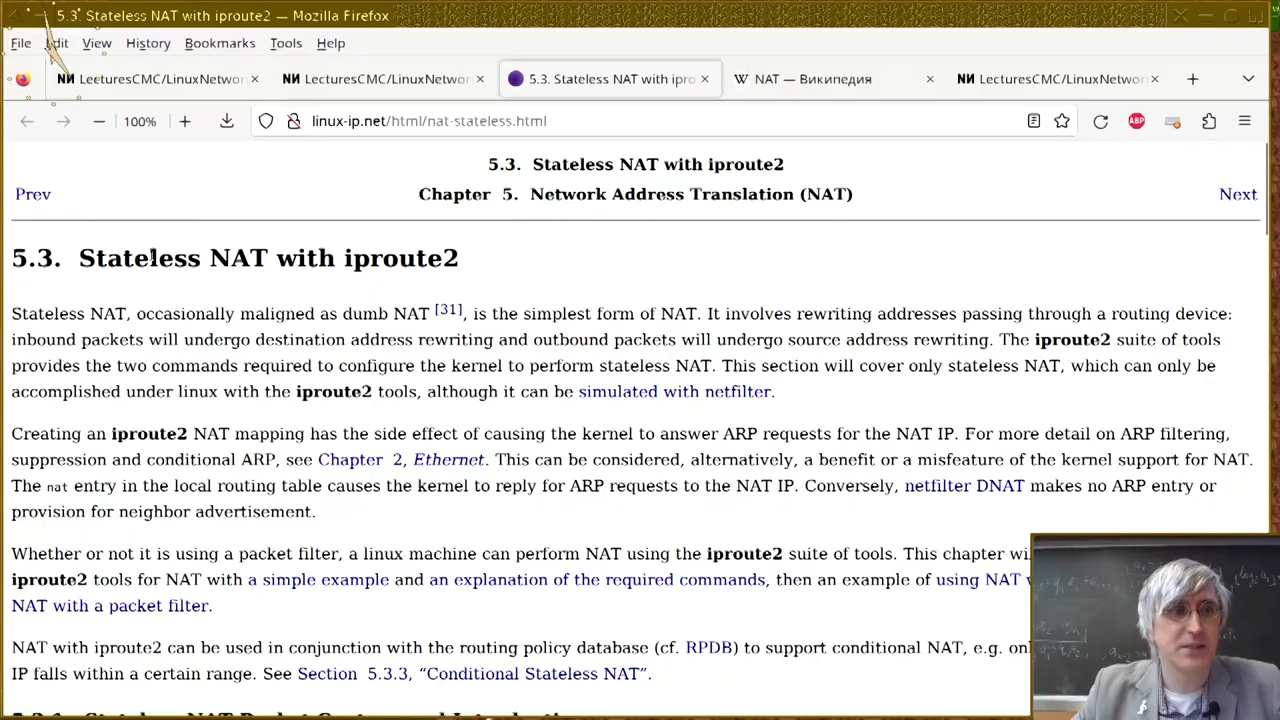 5.3. Stateless NAT with iproute2 — Mozilla Firefox
File Edit View History Bookmarks Tools Help
LecturesCMC/LinuxNetwor
LecturesCMC/LinuxNetwor
5.3. Stateless NAT with ipro
NAT — Википедия
LecturesCMC/LinuxNetwor
100%
linux-ip.net/html/nat-stateless.html
ABP
5.3. Stateless NAT with iproute2
Prev
Chapter 5. Network Address Translation (NAT)
Next
5.3. Stateless NAT with iproute2
Stateless NAT, occasionally maligned as dumb NAT [31], is the simplest form of NAT. It involves rewriting addresses passing through a routing device:
inbound packets will undergo destination address rewriting and outbound packets will undergo source address rewriting. The iproute2 suite of tools
provides the two commands required to configure the kernel to perform stateless NAT. This section will cover only stateless NAT, which can only be
accomplished under linux with the iproute2 tools, although it can be simulated with netfilter.
Creating an iproute2 NAT mapping has the side effect of causing the kernel to answer ARP requests for the NAT IP. For more detail on ARP filtering,
suppression and conditional ARP, see Chapter 2, Ethernet. This can be considered, alternatively, a benefit or a misfeature of the kernel support for NAT.
The nat entry in the local routing table causes the kernel to reply for ARP requests to the NAT IP. Conversely, netfilter DNAT makes no ARP entry or
provision for neighbor advertisement.
Whether or not it is using a packet filter, a linux machine can perform NAT using the iproute2 suite of tools. This chapter wi
iproute2 tools for NAT with a simple example and an explanation of the required commands, then an example of using NAT
NAT with a packet filter.
NAT with iproute2 can be used in conjunction with the routing policy database (cf. RPDB) to support conditional NAT, e.g. on
IP falls within a certain range. See Section 5.3.3, “Conditional Stateless NAT”.